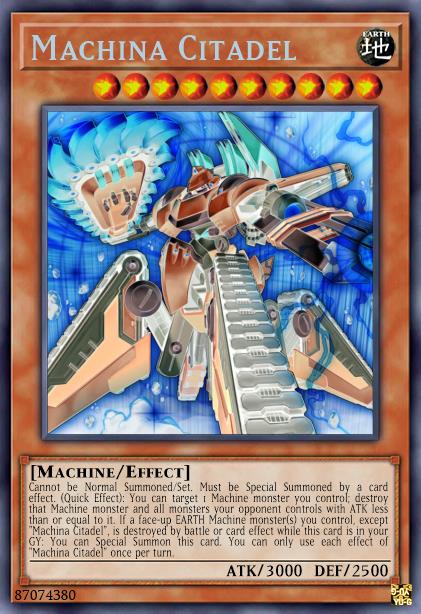 MACHINA CITADEL
EARTH
地
[MACHINE/EFFECT]
Cannot be Normal Summoned/Set. Must be Special Summoned by a card
effect. (Quick Effect): You can target 1 Machine monster you control; destroy
that Machine monster and all monsters your opponent controls with ATK less
than or equal to it. If a face-up EARTH Machine monster(s) you control, except
"Machina Citadel", is destroyed by battle or card effect while this card is in your
GY: You can Special Summon this card. You can only use each effect of
"Machina Citadel" once per turn.
ATK/3000 DEF/2500
87074380